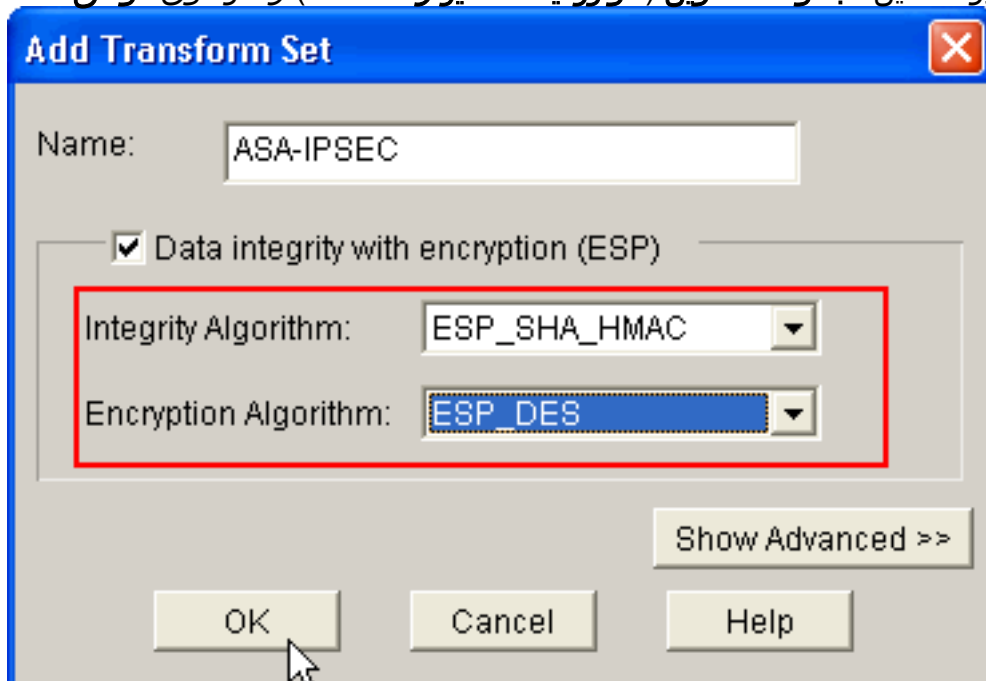 Add Transform Set
Name: ASA-IPSEC
Data integrity with encryption (ESP)
Integrity Algorithm: ESP_SHA_HMAC
Encryption Algorithm: ESP_DES
Show Advanced >>
OK Cancel Help